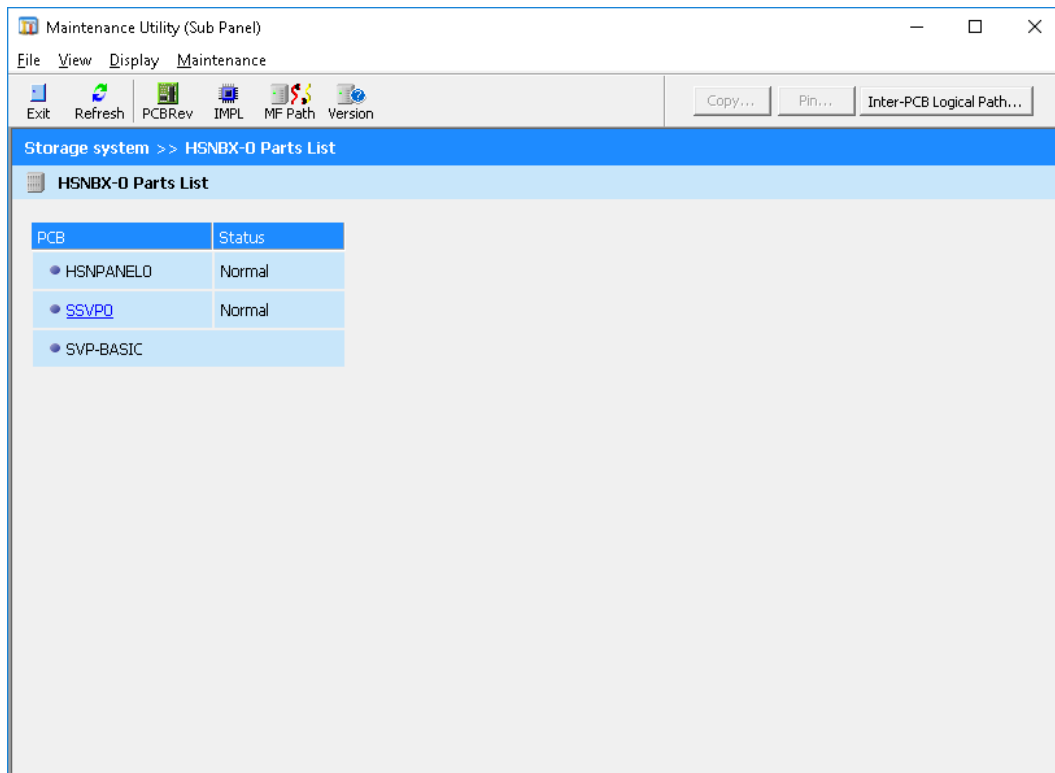 Maintenance Utility (Sub Panel)
File View Display Maintenance
Exit Refresh PCBRev IMPL MF Path Version Copy... Pin... Inter-PCB Logical Path...
Storage system >> HSNBX-0 Parts List
HSNBX-0 Parts List
PCB Status
HSNPANEL0 Normal
SSVP0 Normal
SVP-BASIC